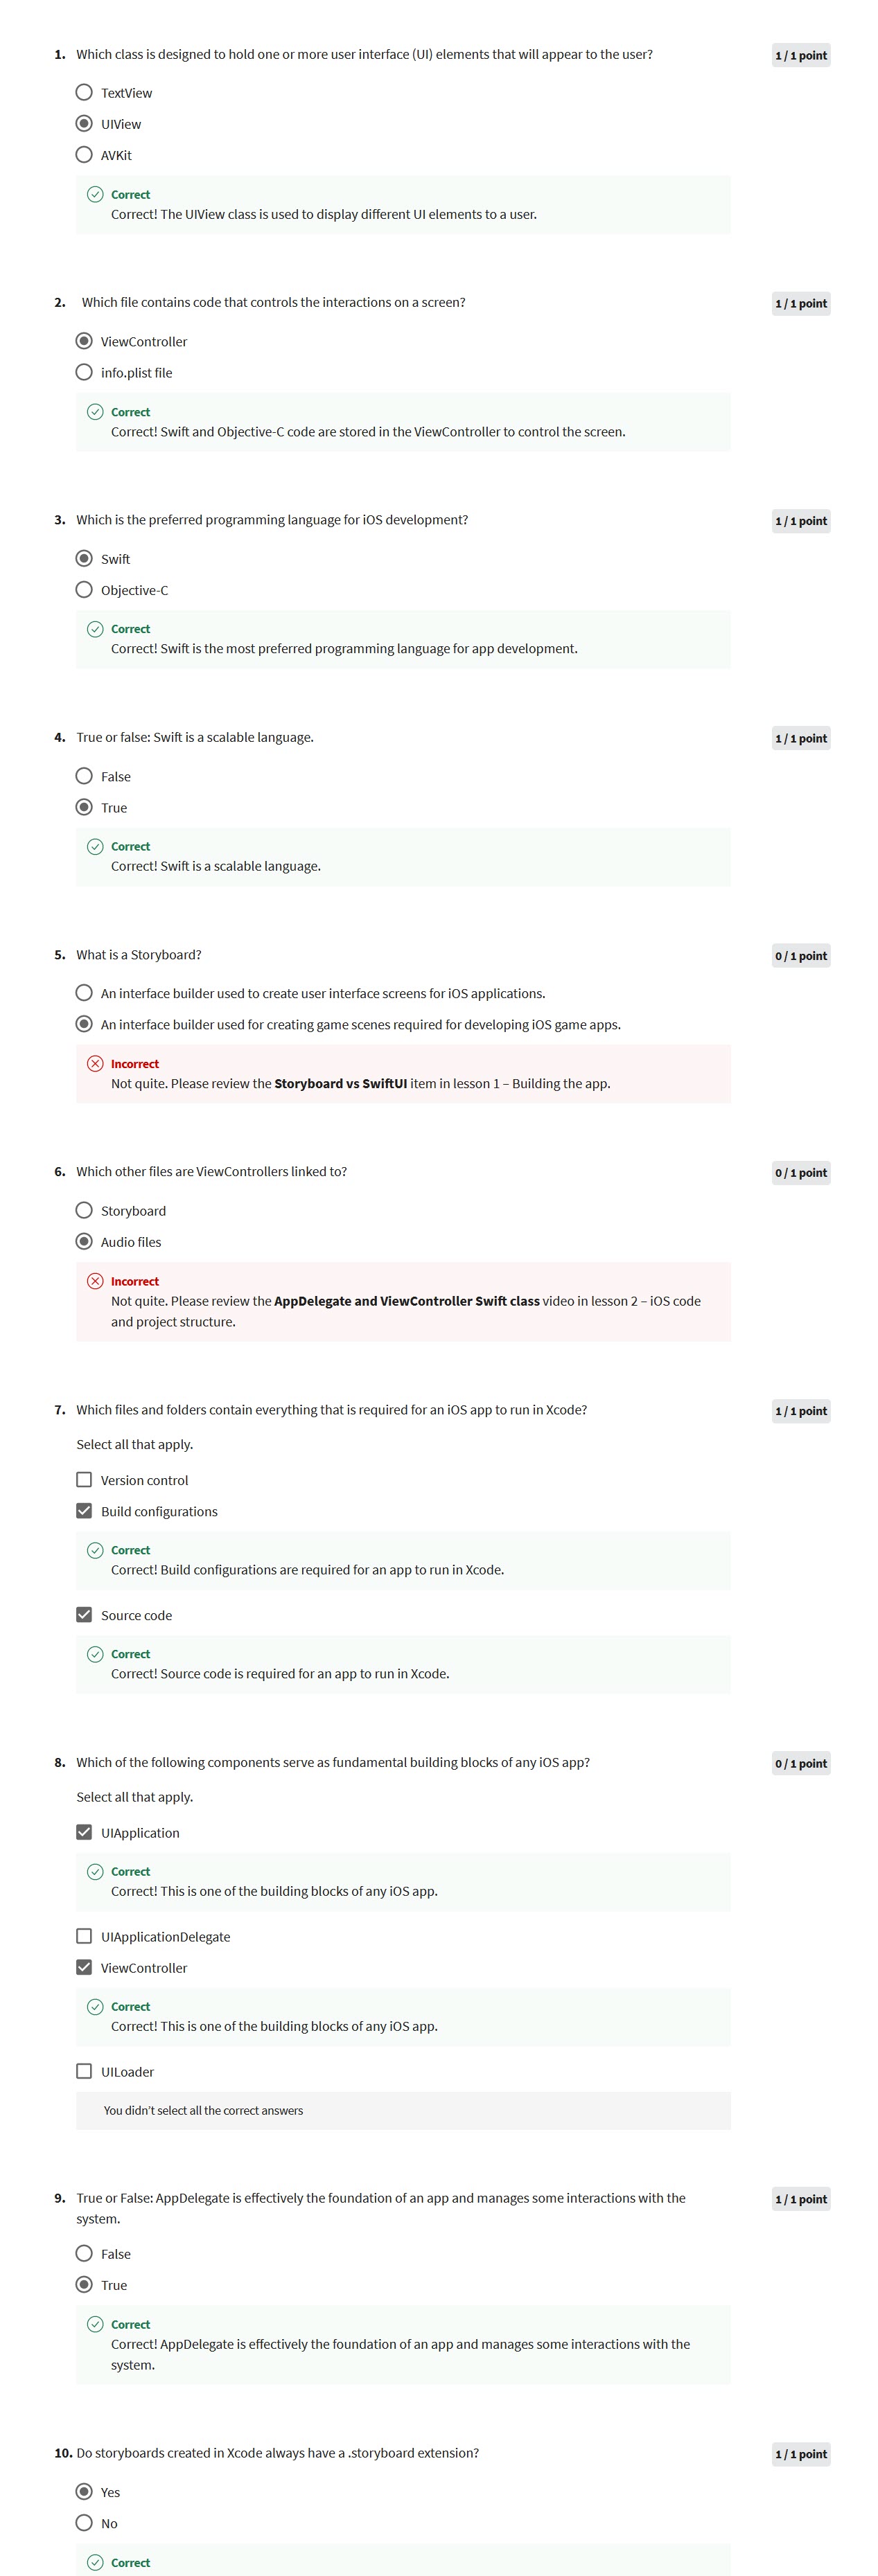 1. Which class is designed to hold one or more user interface (UI) elements that will appear to the user?
1 / 1 point
TextView
UIView
AVKit
Correct
Correct! The UIView class is used to display different UI elements to a user.
2. Which file contains code that controls the interactions on a screen?
1 / 1 point
ViewController
info.plist file
Correct
Correct! Swift and Objective-C code are stored in the ViewController to control the screen.
3. Which is the preferred programming language for iOS development?
1 / 1 point
Swift
Objective-C
Correct
Correct! Swift is the most preferred programming language for app development.
4. True or false: Swift is a scalable language.
1 / 1 point
False
True
Correct
Correct! Swift is a scalable language.
5. What is a Storyboard?
0 / 1 point
An interface builder used to create user interface screens for iOS applications.
An interface builder used for creating game scenes required for developing iOS game apps.
Incorrect
Not quite. Please review the Storyboard vs SwiftUI item in lesson 1 – Building the app.
6. Which other files are ViewControllers linked to?
0 / 1 point
Storyboard
Audio files
Incorrect
Not quite. Please review the AppDelegate and ViewController Swift class video in lesson 2 – iOS code
and project structure.
7. Which files and folders contain everything that is required for an iOS app to run in Xcode?
1 / 1 point
Select all that apply.
Version control
Build configurations
Correct
Correct! Build configurations are required for an app to run in Xcode.
Source code
Correct
Correct! Source code is required for an app to run in Xcode.
8. Which of the following components serve as fundamental building blocks of any iOS app?
0 / 1 point
Select all that apply.
UIApplication
Correct
Correct! This is one of the building blocks of any iOS app.
UIApplicationDelegate
ViewController
Correct
Correct! This is one of the building blocks of any iOS app.
UILoader
You didn’t select all the correct answers
9. True or False: AppDelegate is effectively the foundation of an app and manages some interactions with the
system.
1 / 1 point
False
True
Correct
Correct! AppDelegate is effectively the foundation of an app and manages some interactions with the
system.
10. Do storyboards created in Xcode always have a .storyboard extension?
1 / 1 point
Yes
No
Correct